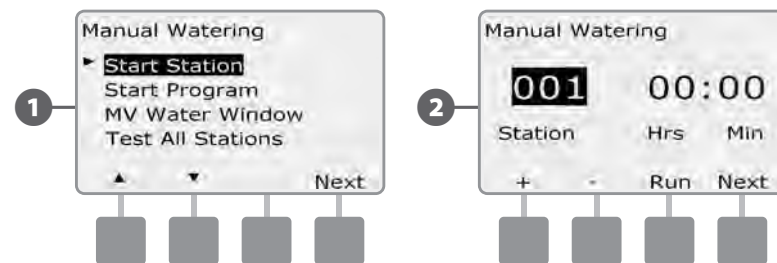 1
Manual Watering
► Start Station
Start Program
MV Water Window
Test All Stations
▲ ▼ Next
2
Manual Watering
001 00:00
Station Hrs Min
+ - Run Next